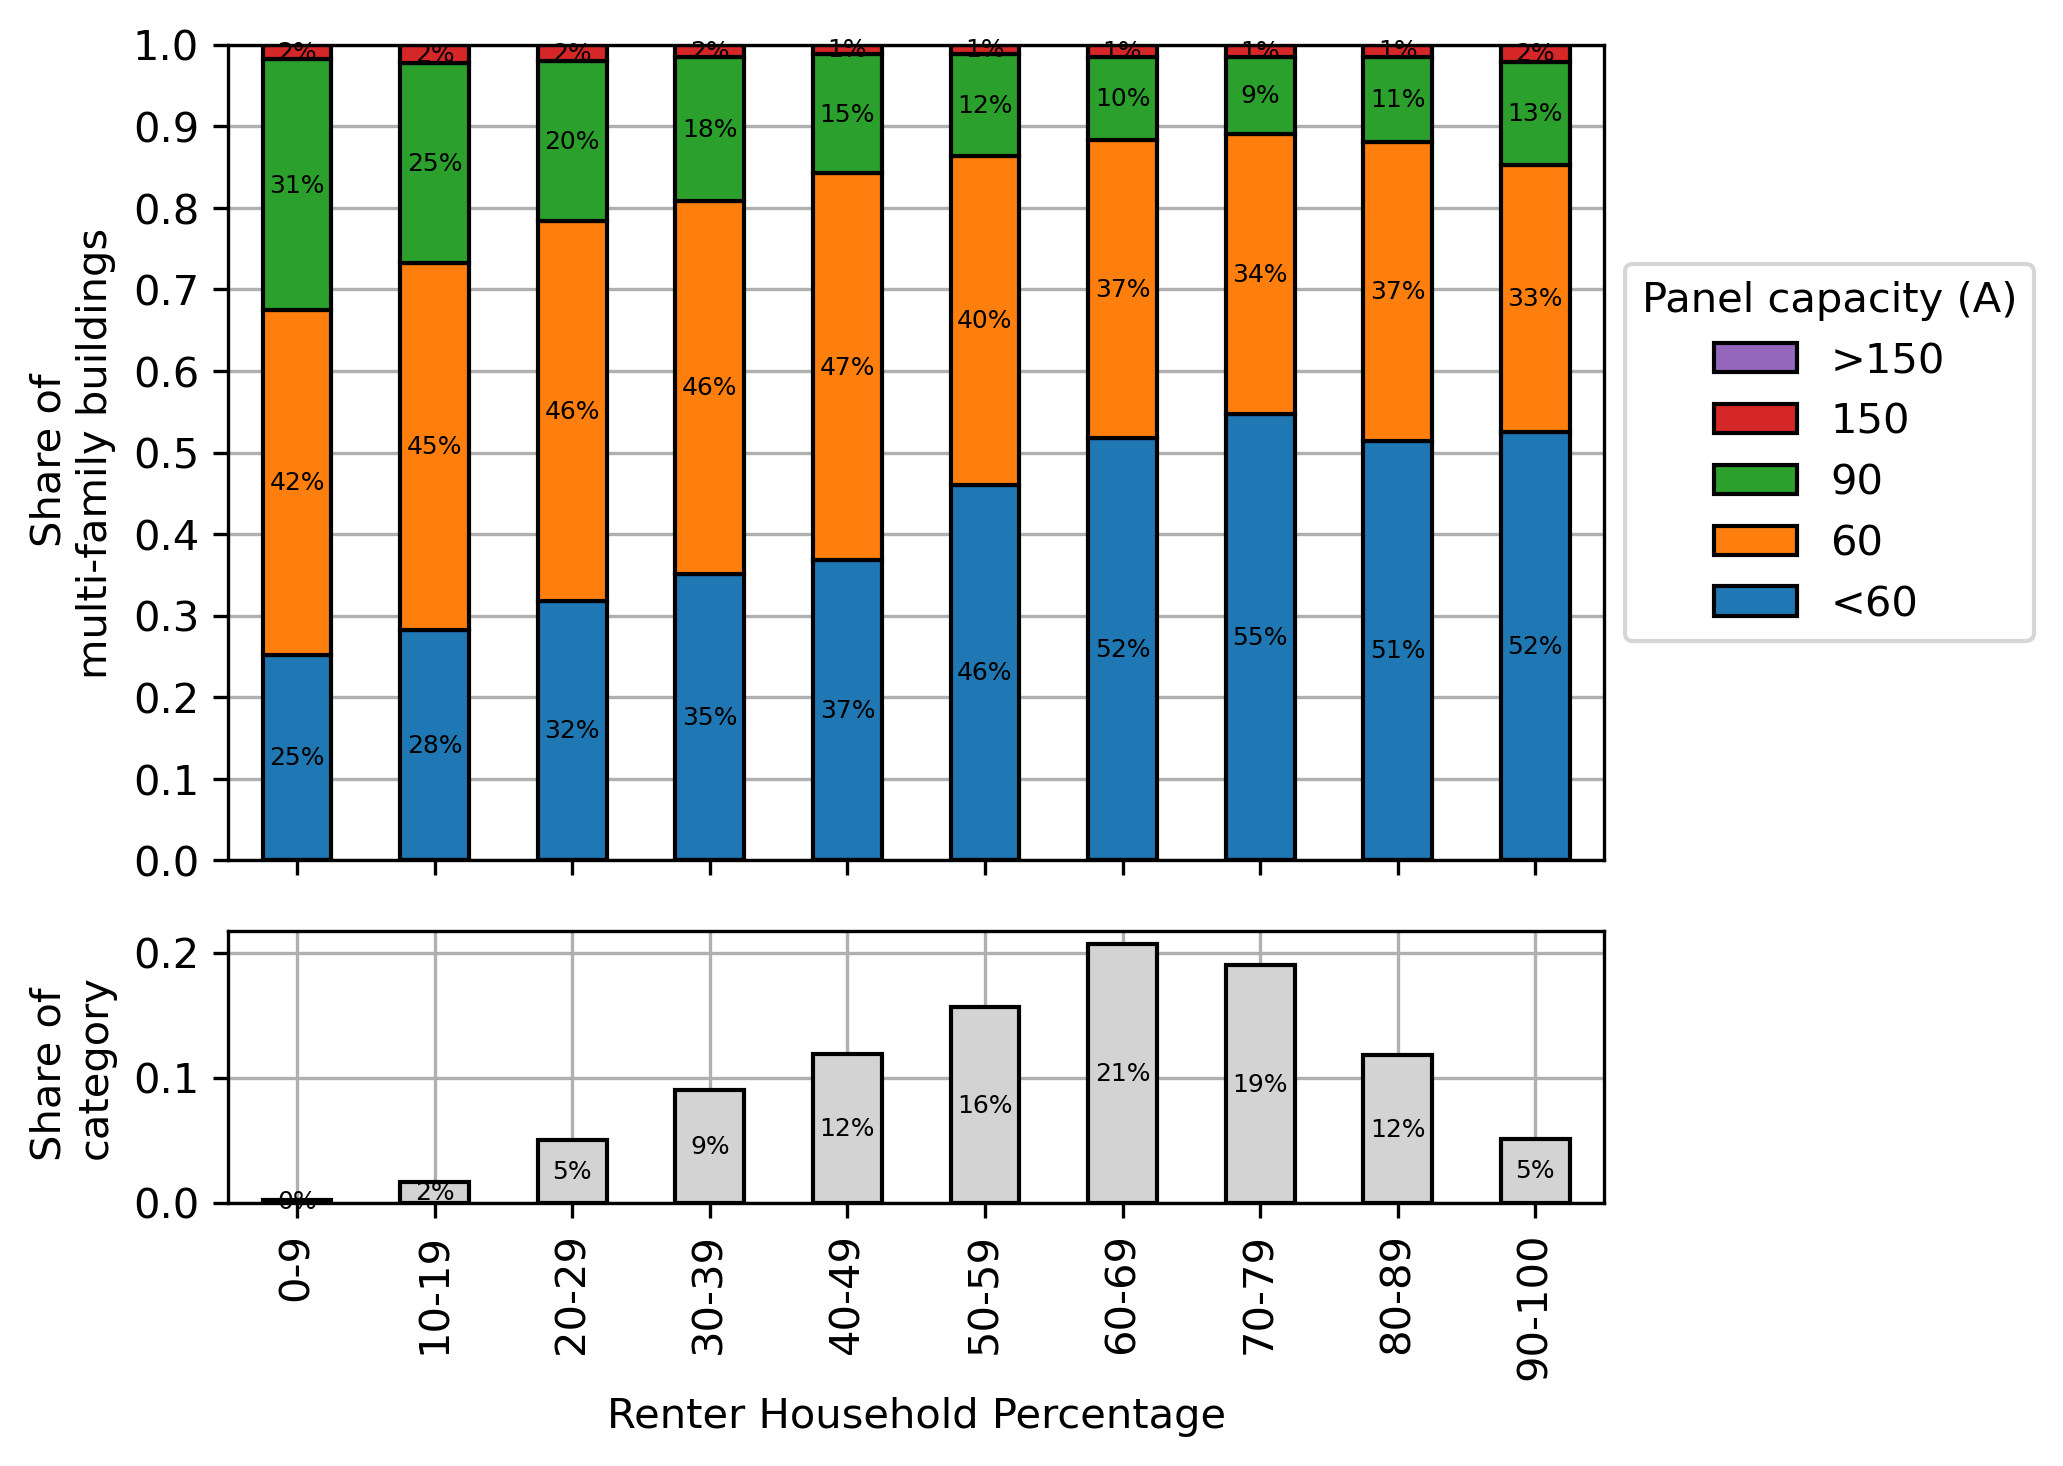 1.0
0.9
0.8
0.7
0.6
0.5
0.4
0.3
0.2
0.1
0.0
Share of
multi-family buildings
2% 2% 2% 2% 1% 1% 1% 1% 1% 2%
31% 25% 20% 18% 15% 12% 10% 9% 11% 13%
42% 45% 46% 46% 47% 40% 37% 34% 37% 33%
25% 28% 32% 35% 37% 46% 52% 55% 51% 52%
Panel capacity (A)
>150
150
90
60
<60
0.2
0.1
0.0
Share of
category
0% 2% 5% 9% 12% 16% 21% 19% 12% 5%
0-9
10-19
20-29
30-39
40-49
50-59
60-69
70-79
80-89
90-100
Renter Household Percentage